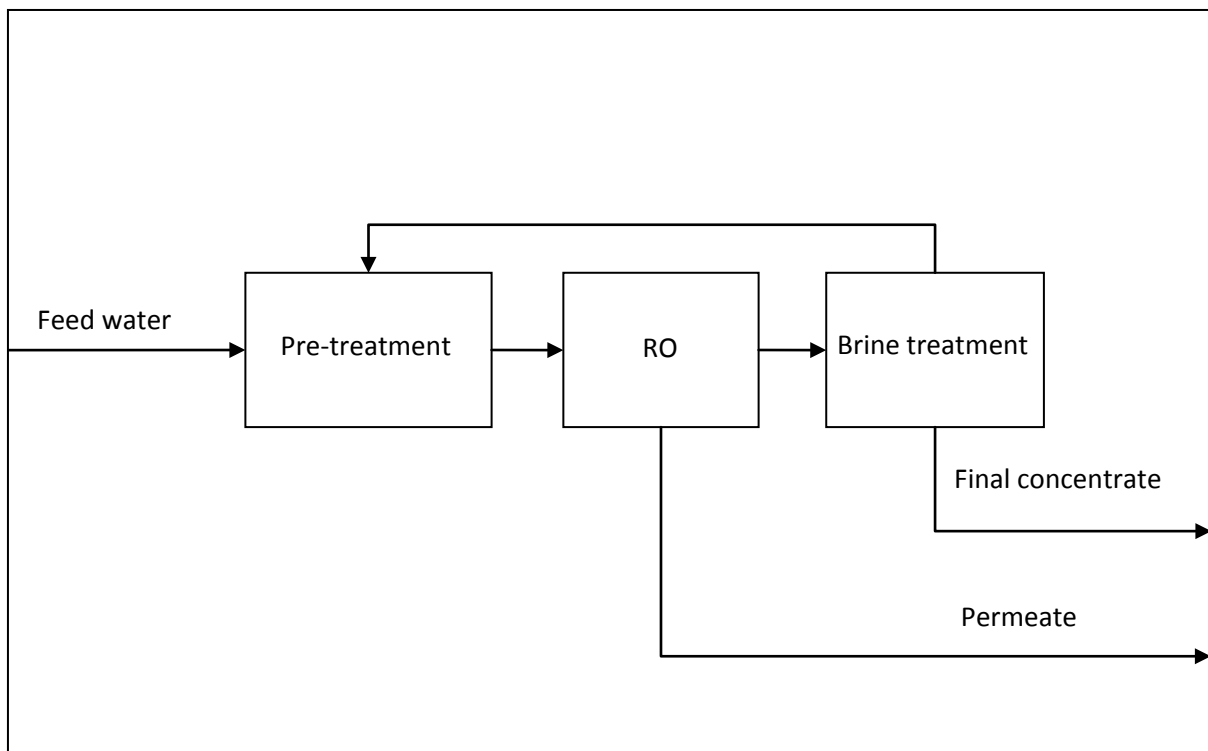 Feed water
Pre-treatment
RO
Brine treatment
Final concentrate
Permeate